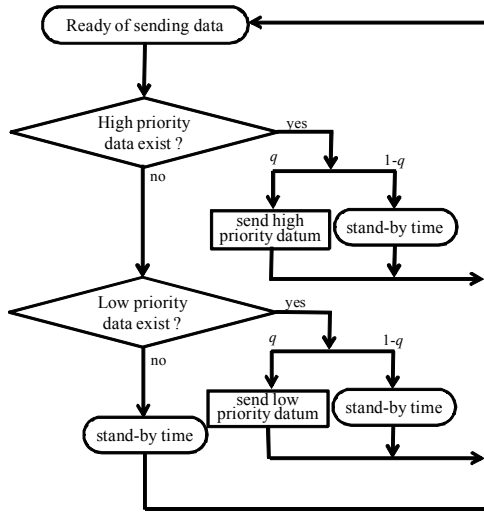 Ready of sending data
High priority
data exist ?
yes
no
q
1-q
send high
priority datum
stand-by time
Low priority
data exist ?
yes
no
q
1-q
send low
priority datum
stand-by time
stand-by time